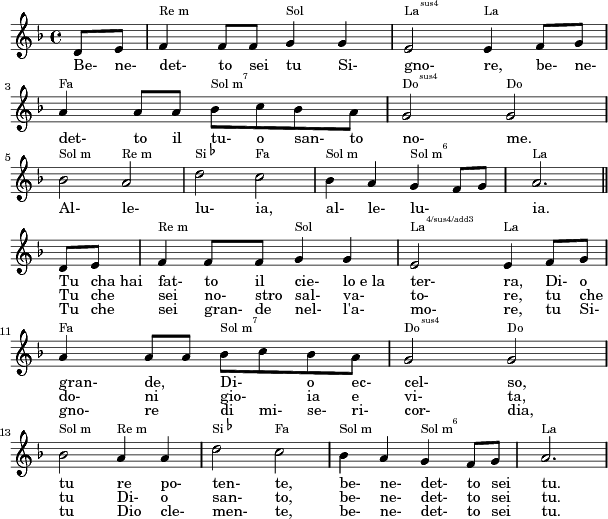 Re m Sol La sus4 La
Be- ne- det- to sei tu Si- gno- re, be- ne-
3
Fa Sol m 7 Do sus4 Do
det- to il tu- o san- to no- me.
5
Sol m Re m Si♭ Fa Sol m Sol m 6 La
Al- le- lu- ia, al- le- lu- ia.
Re m Sol La 4/sus4/add3 La
Tu cha hai fat- to il cie- lo e la ter- ra, Di- o
Tu che sei no- stro sal- va- to- re, tu che
Tu che sei gran- de nel- l'a- mo- re, tu Si-
11
Fa Sol m 7 Do sus4 Do
gran- de, Di- o ec- cel- so,
do- ni gio- ia e vi- ta,
gno- re di mi- se- ri- cor- dia,
13
Sol m Re m Si♭ Fa Sol m Sol m 6 La
tu re po- ten- te, be- ne- det- to sei tu.
tu Di- o san- to, be- ne- det- to sei tu.
tu Dio cle- men- te, be- ne- det- to sei tu.